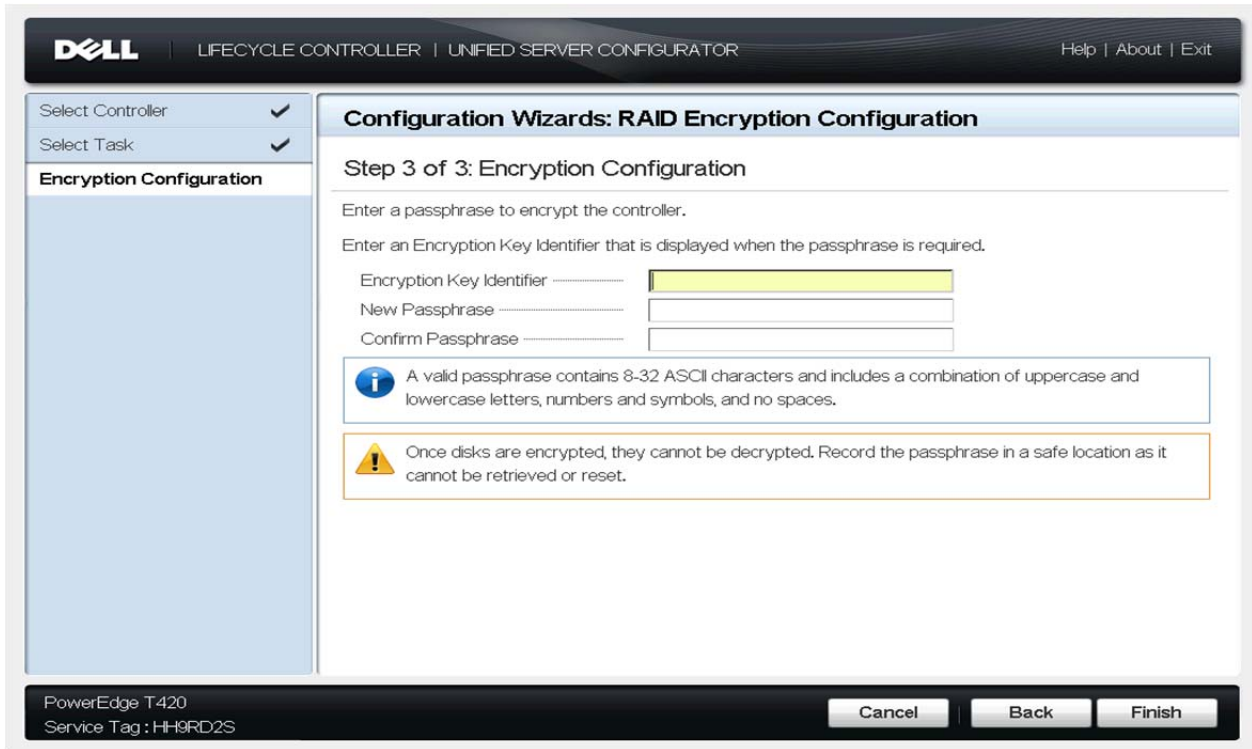 DELL
LIFECYCLE CONTROLLER | UNIFIED SERVER CONFIGURATOR
Help | About | Exit
Select Controller
Select Task
Encryption Configuration
Configuration Wizards: RAID Encryption Configuration
Step 3 of 3: Encryption Configuration
Enter a passphrase to encrypt the controller.
Enter an Encryption Key Identifier that is displayed when the passphrase is required.
Encryption Key Identifier
New Passphrase
Confirm Passphrase
A valid passphrase contains 8-32 ASCII characters and includes a combination of uppercase and
lowercase letters, numbers and symbols, and no spaces.
Once disks are encrypted, they cannot be decrypted. Record the passphrase in a safe location as it
cannot be retrieved or reset.
PowerEdge T420
Service Tag : HH9RD2S
Cancel
Back
Finish